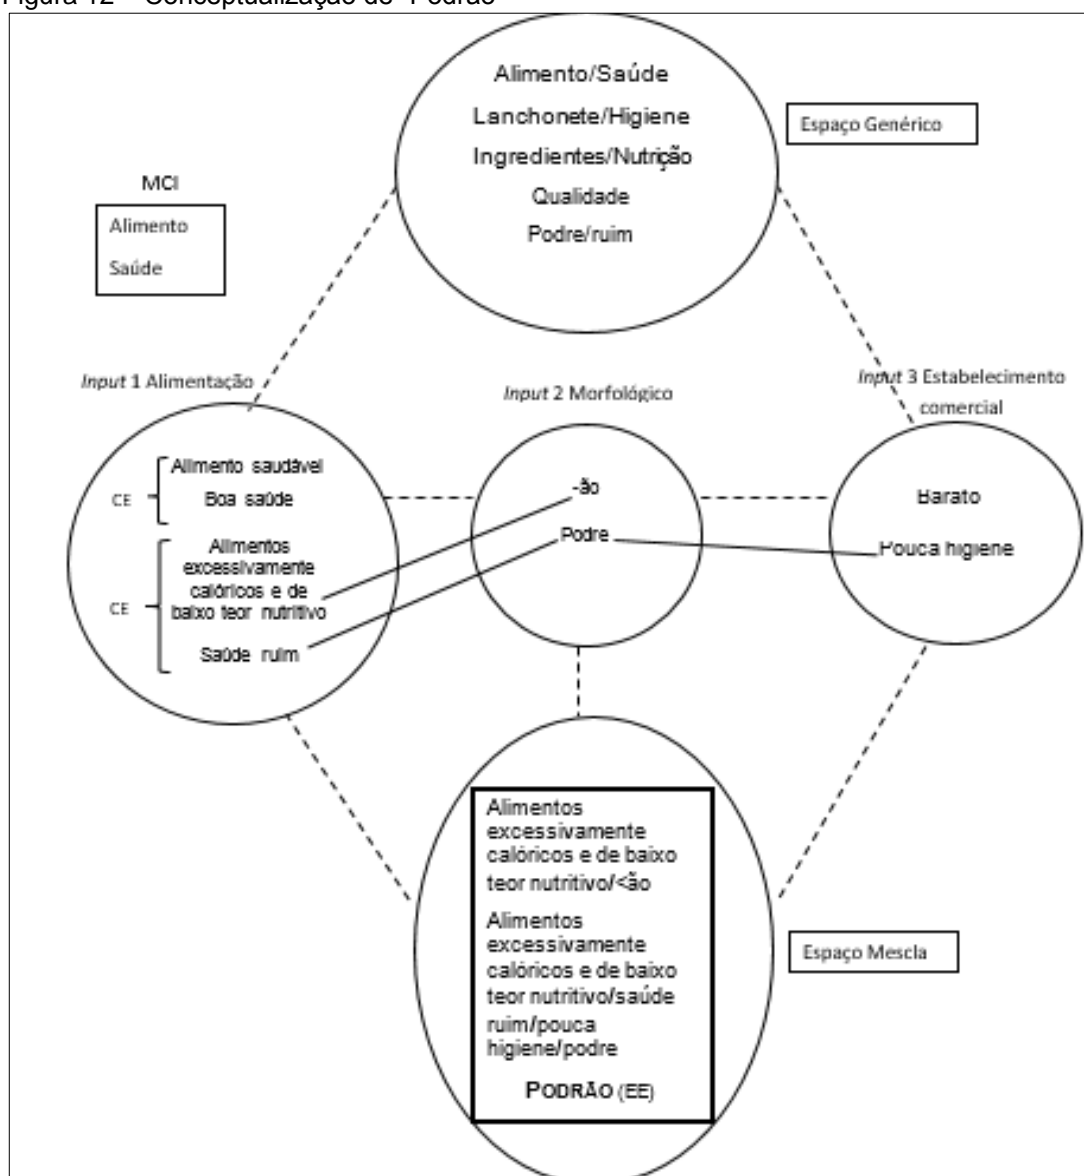 Figura 12 – Conceptualização de "Podrão"
Alimento/Saúde
Lanchonete/Higiene
Ingredientes/Nutrição
Qualidade
Podre/ruim
Espaço Genérico
MCI
Alimento
Saúde
Input 1 Alimentação
Input 2 Morfológico
Input 3 Estabelecimento
comercial
Alimento saudável
CE
Boa saúde
Alimentos
excessivamente
calóricos e de
CE
baixo teor nutritivo
Saúde ruim
-ão
Podre
Barato
Pouca higiene
Alimentos
excessivamente
calóricos e de baixo
teor nutritivo/<ão
Alimentos
excessivamente
calóricos e de baixo
teor nutritivo/saúde
ruim/pouca
higiene/podre
PODRÃO (EE)
Espaço Mescla